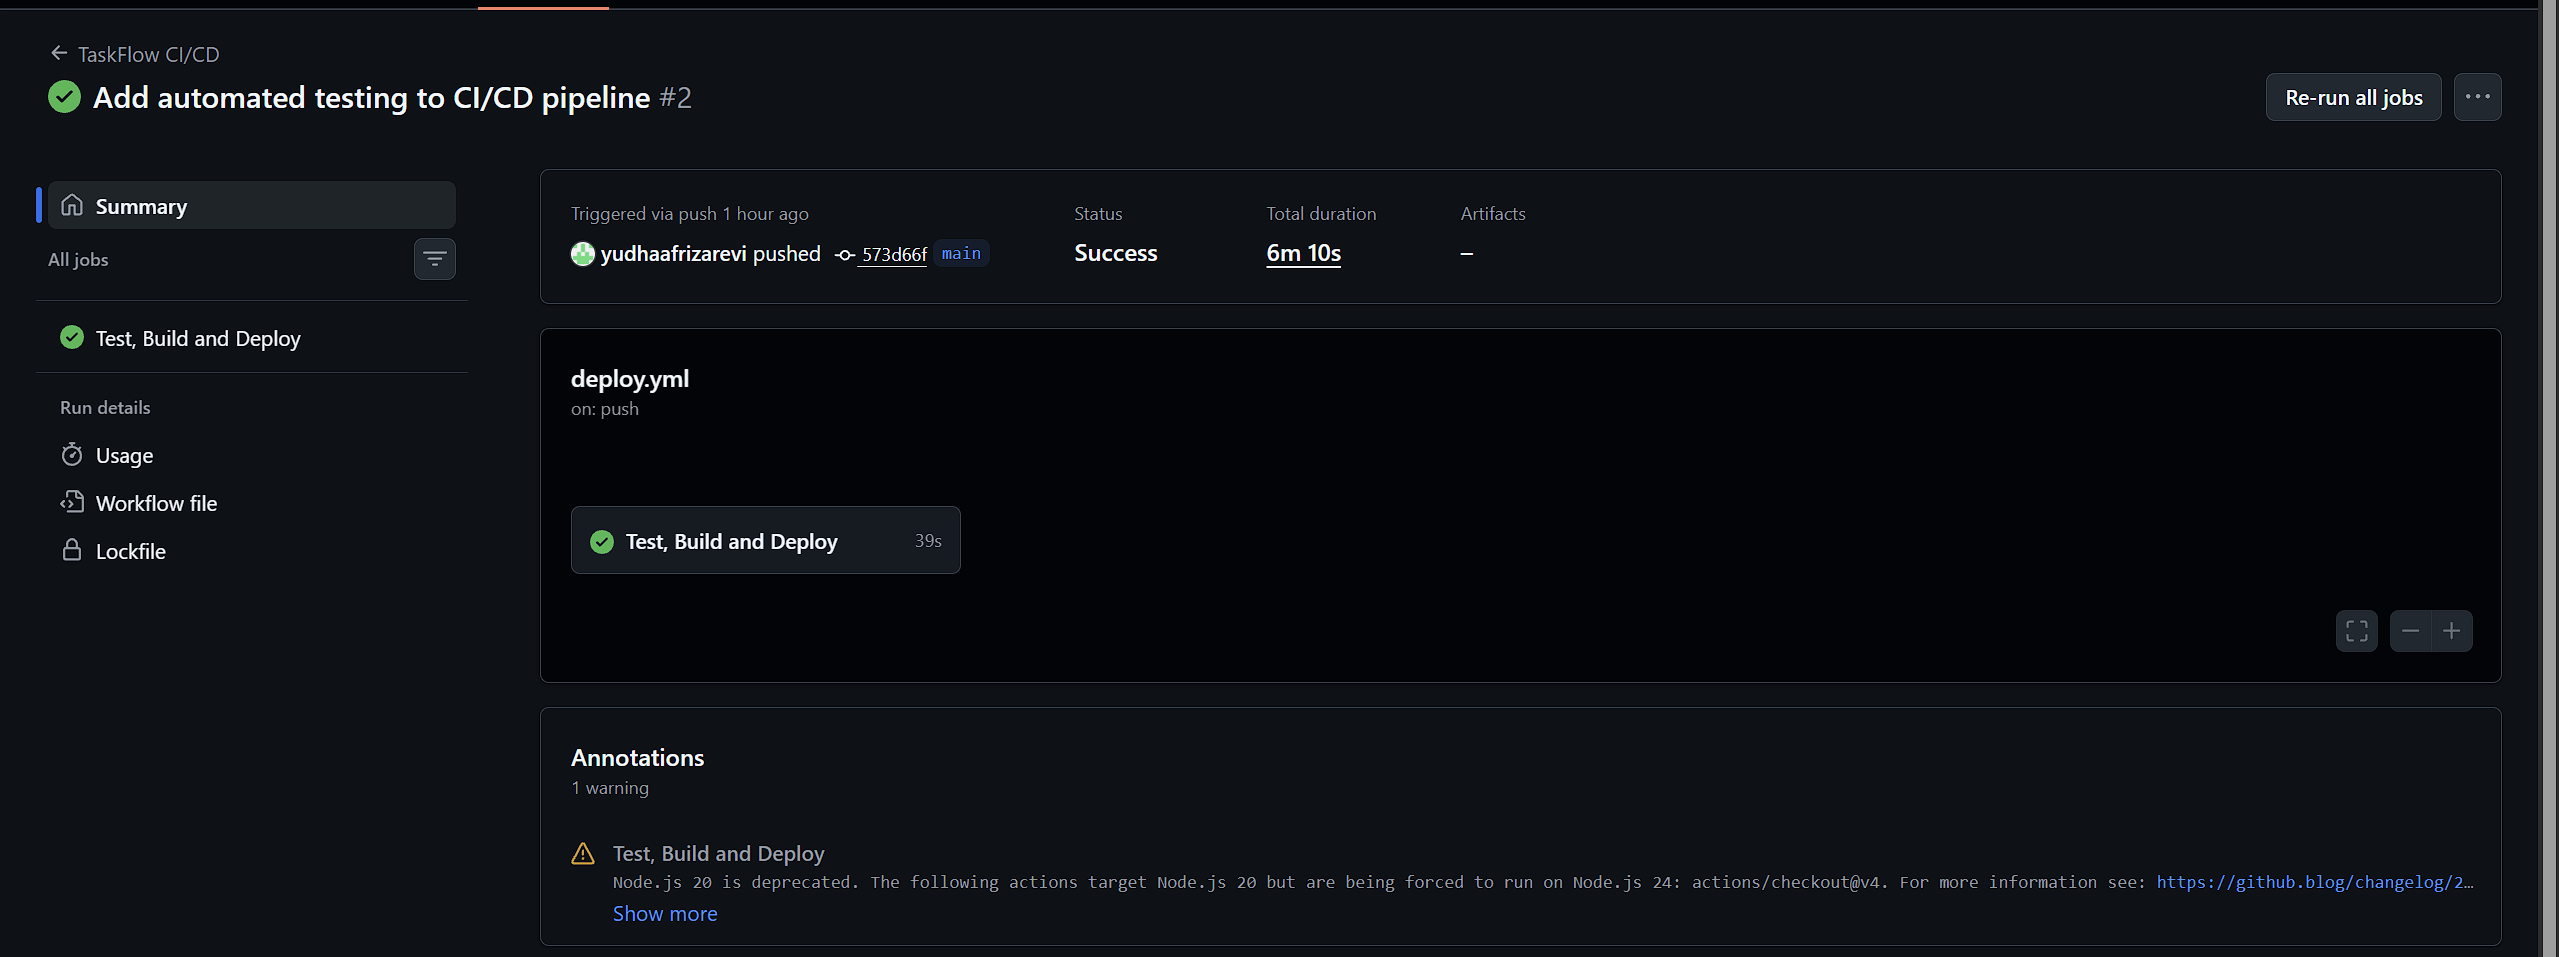 TaskFlow CI/CD
Add automated testing to CI/CD pipeline #2
Re-run all jobs
Summary
All jobs
Test, Build and Deploy
Run details
Usage
Workflow file
Lockfile
Triggered via push 1 hour ago
yudhaafrizarevi pushed 573d66f main
Status
Success
Total duration
6m 10s
Artifacts
–
deploy.yml
on: push
Test, Build and Deploy 39s
Annotations
1 warning
Test, Build and Deploy
Node.js 20 is deprecated. The following actions target Node.js 20 but are being forced to run on Node.js 24: actions/checkout@v4. For more information see: https://github.blog/changelog/2…
Show more